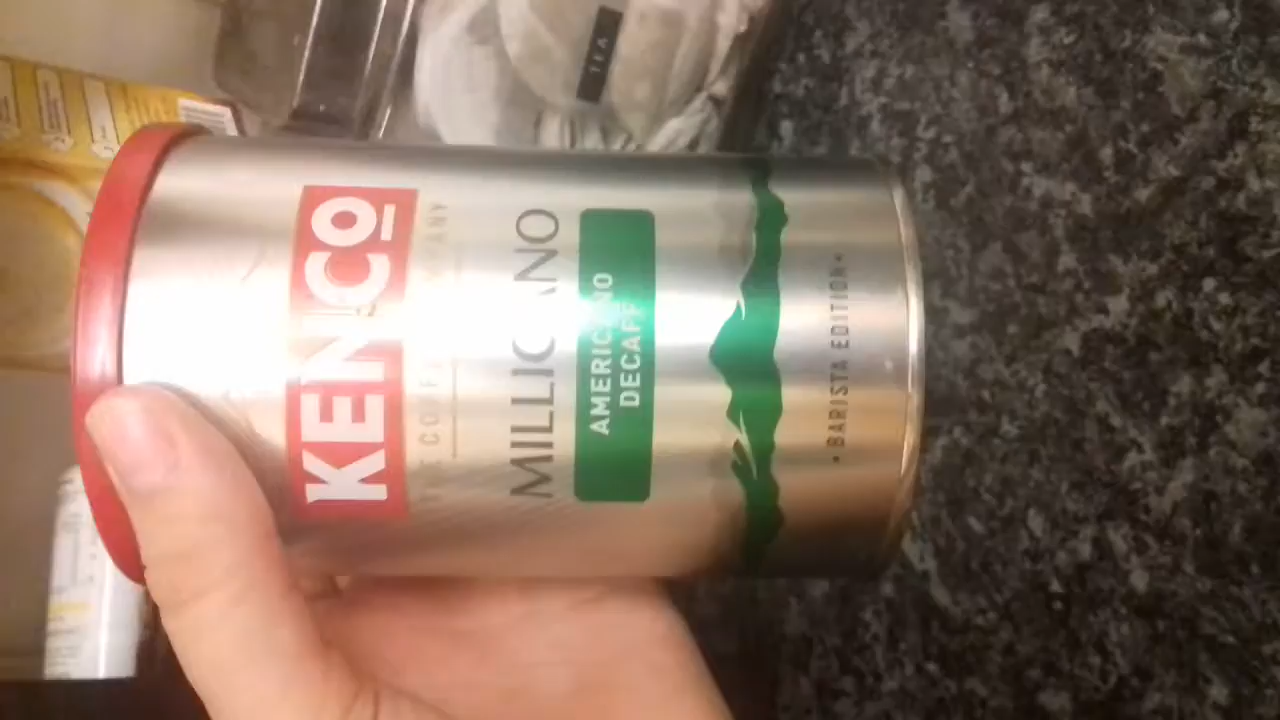 KENCO
MILLICANO
AMERICANO
DECAFF
• BARISTA EDITION •
TEA